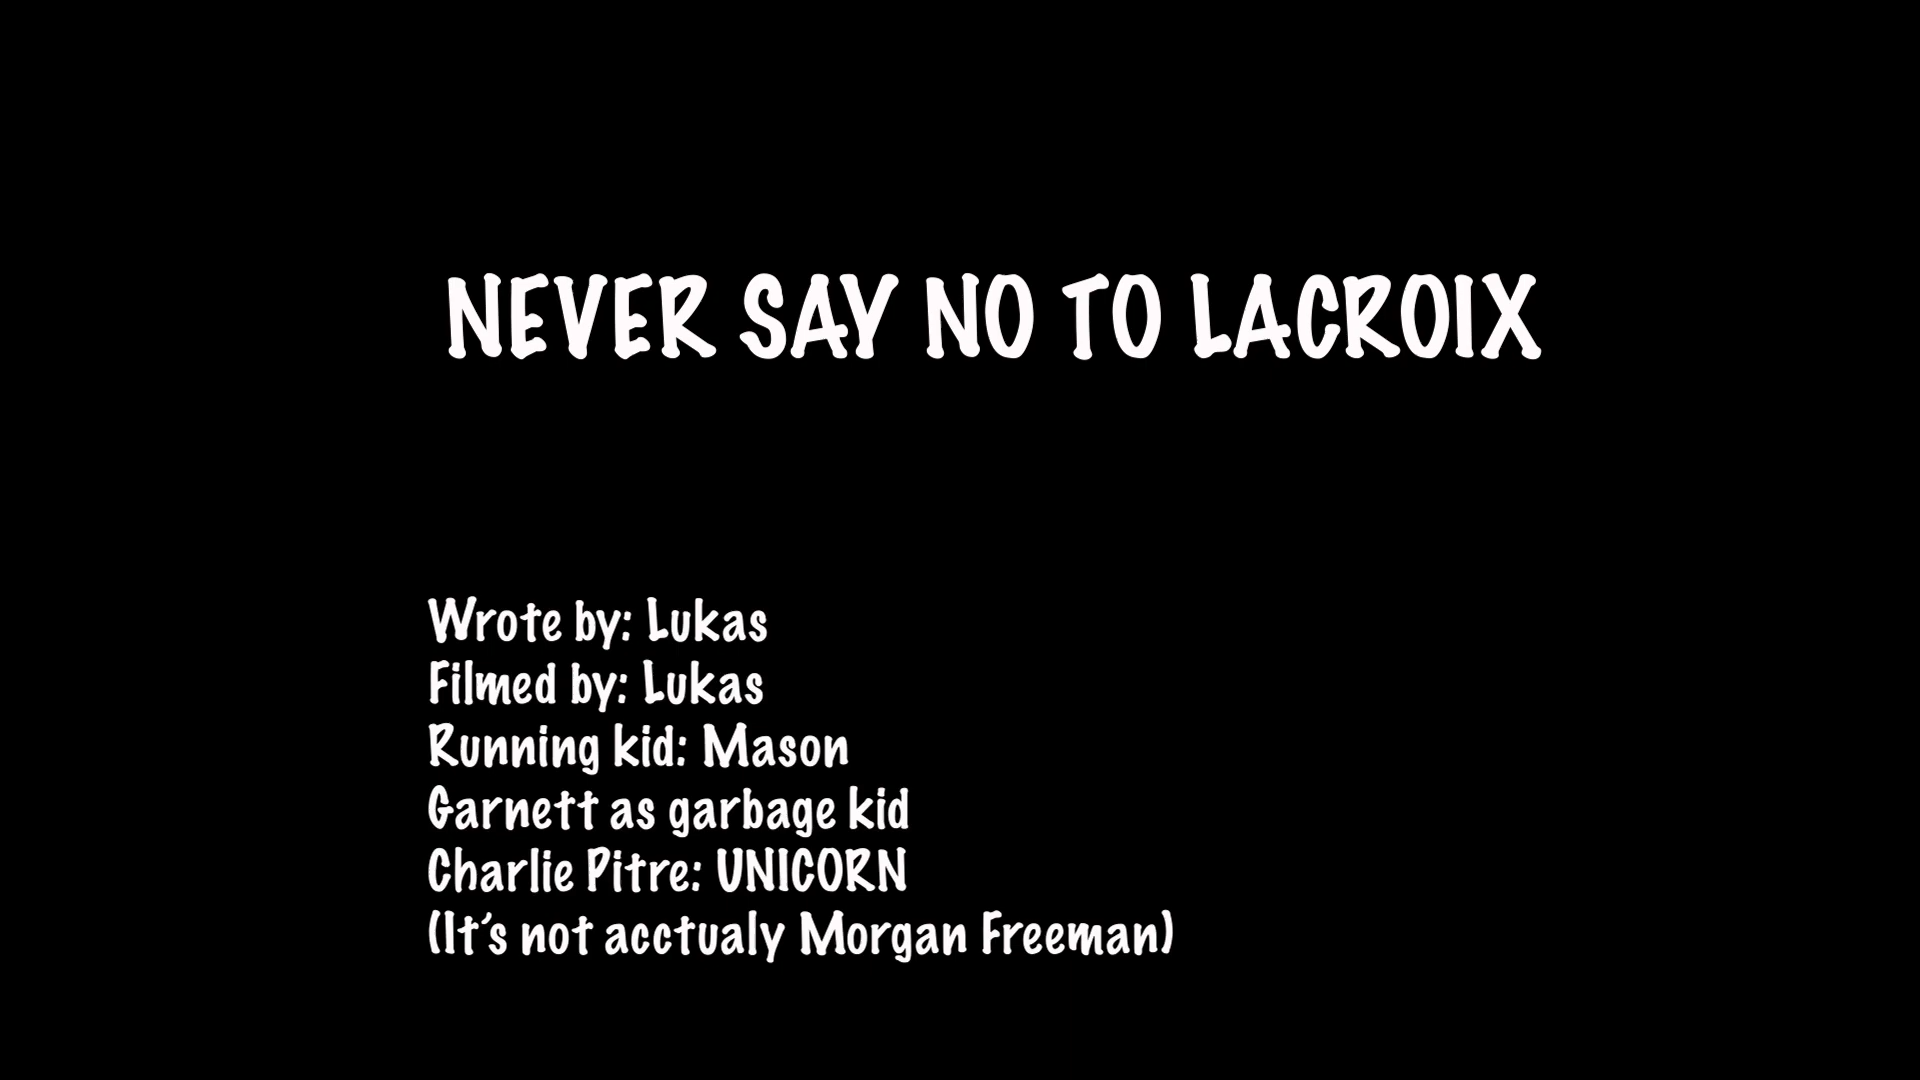 NEVER SAY NO TO LACROIX
Wrote by: Lukas
Filmed by: Lukas
Running kid: Mason
Garnett as garbage kid
Charlie Pitre: UNICORN
(It’s not acctualy Morgan Freeman)